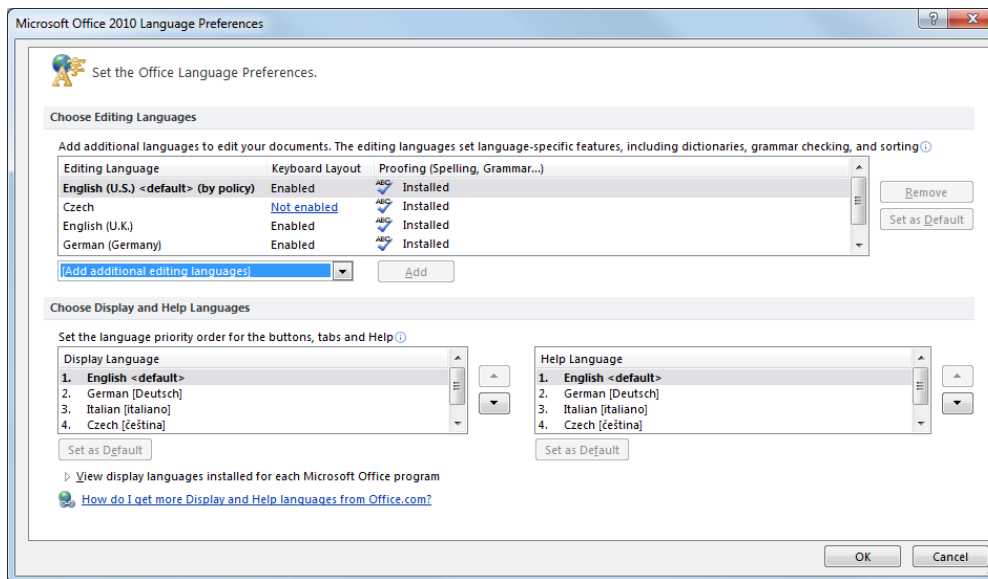 Microsoft Office 2010 Language Preferences
Set the Office Language Preferences.
Choose Editing Languages
Add additional languages to edit your documents. The editing languages set language-specific features, including dictionaries, grammar checking, and sorting
Editing Language Keyboard Layout Proofing (Spelling, Grammar...)
English (U.S.) <default> (by policy) Enabled ABC Installed
Czech Not enabled ABC Installed
English (U.K.) Enabled ABC Installed
German (Germany) Enabled ABC Installed
Remove
Set as Default
[Add additional editing languages] Add
Choose Display and Help Languages
Set the language priority order for the buttons, tabs and Help
Display Language
1. English <default>
2. German [Deutsch]
3. Italian [italiano]
4. Czech [čeština]
Set as Default
Help Language
1. English <default>
2. German [Deutsch]
3. Italian [italiano]
4. Czech [čeština]
Set as Default
View display languages installed for each Microsoft Office program
How do I get more Display and Help languages from Office.com?
OK Cancel